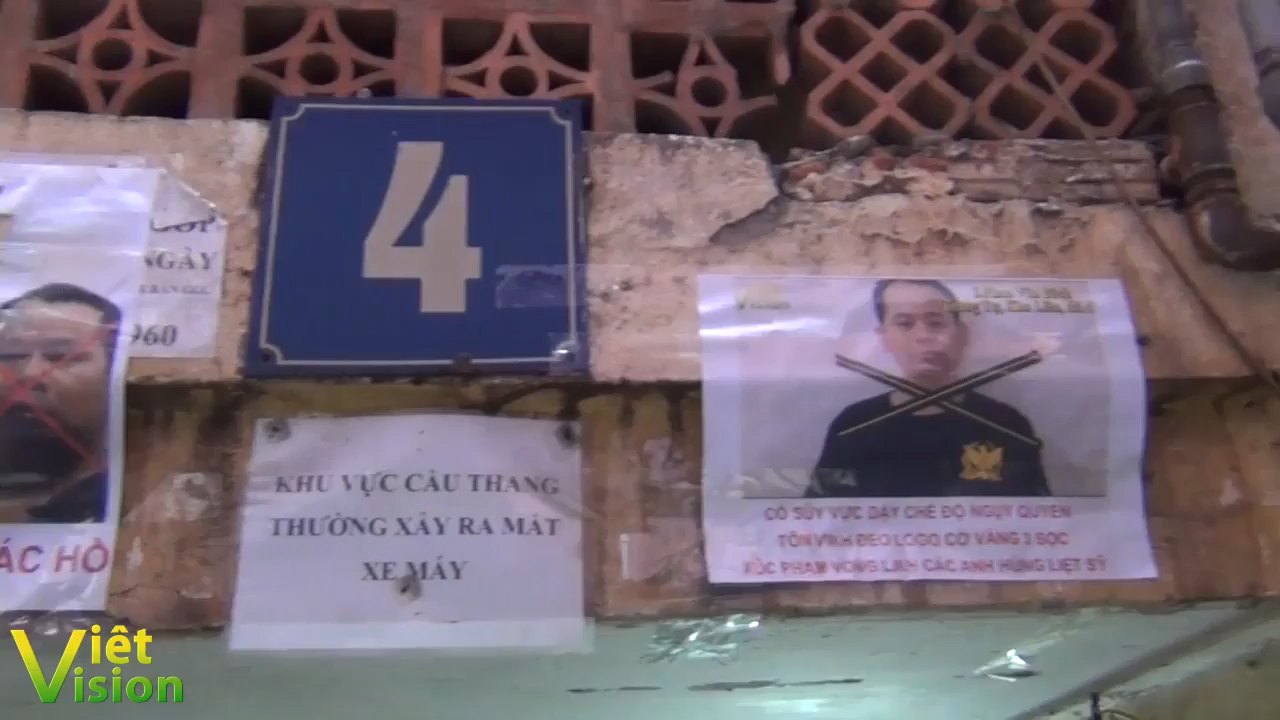 NGÀY
960
ÁC HỒ
4
KHU VỰC CẦU THANG
THƯỜNG XẢY RA MẤT
XE MÁY
CỔ SÚY VỰC DẬY CHẾ ĐỘ NGỤY QUYỀN
TÔN VINH ĐEO LOGO CỜ VÀNG 3 SỌC
XÚC PHẠM VONG LINH CÁC ANH HÙNG LIỆT SỸ
Việt
Vision